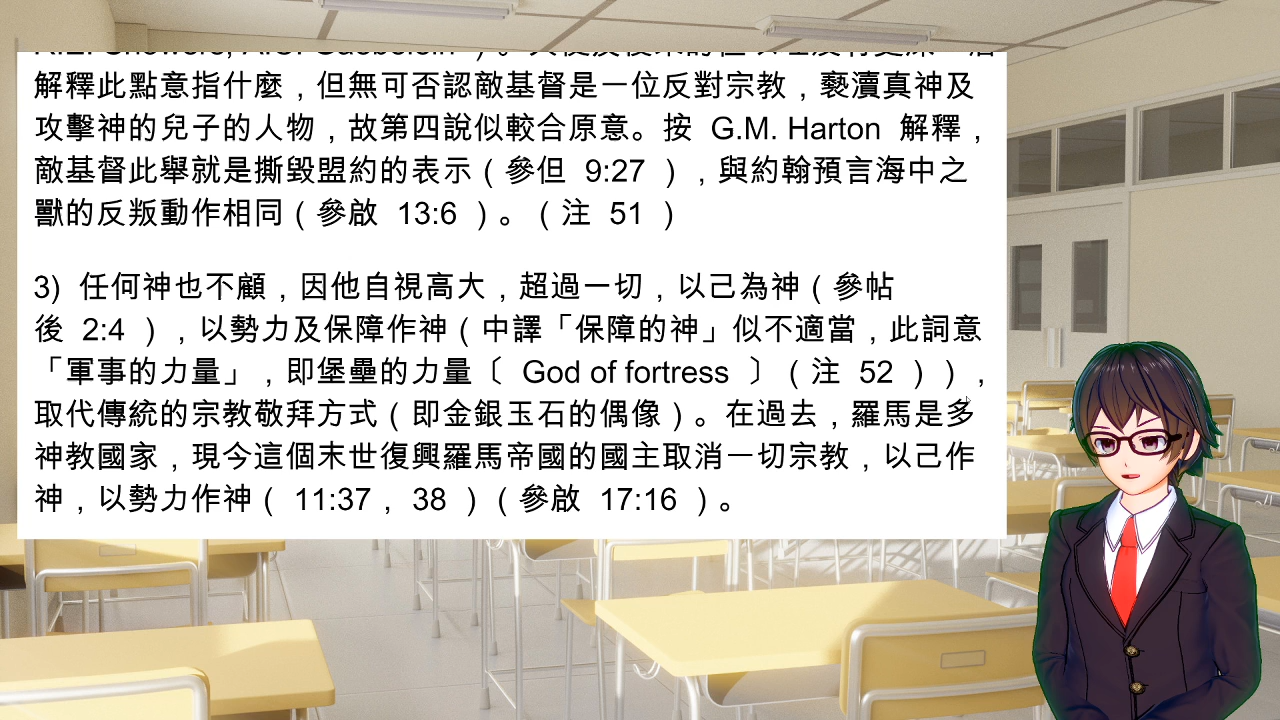 解釋此點意指什麼，但無可否認敵基督是一位反對宗教，褻瀆真神及
攻擊神的兒子的人物，故第四說似較合原意。按 G.M. Harton 解釋，
敵基督此舉就是撕毀盟約的表示（參但 9:27 ），與約翰預言海中之
獸的反叛動作相同（參啟 13:6 ）。（注 51 ）
3) 任何神也不顧，因他自視高大，超過一切，以己為神（參帖
後 2:4 ），以勢力及保障作神（中譯「保障的神」似不適當，此詞意
「軍事的力量」，即堡壘的力量〔 God of fortress 〕（注 52 ）），
取代傳統的宗教敬拜方式（即金銀玉石的偶像）。在過去，羅馬是多
神教國家，現今這個末世復興羅馬帝國的國主取消一切宗教，以己作
神，以勢力作神（ 11:37， 38 ）（參啟 17:16 ）。